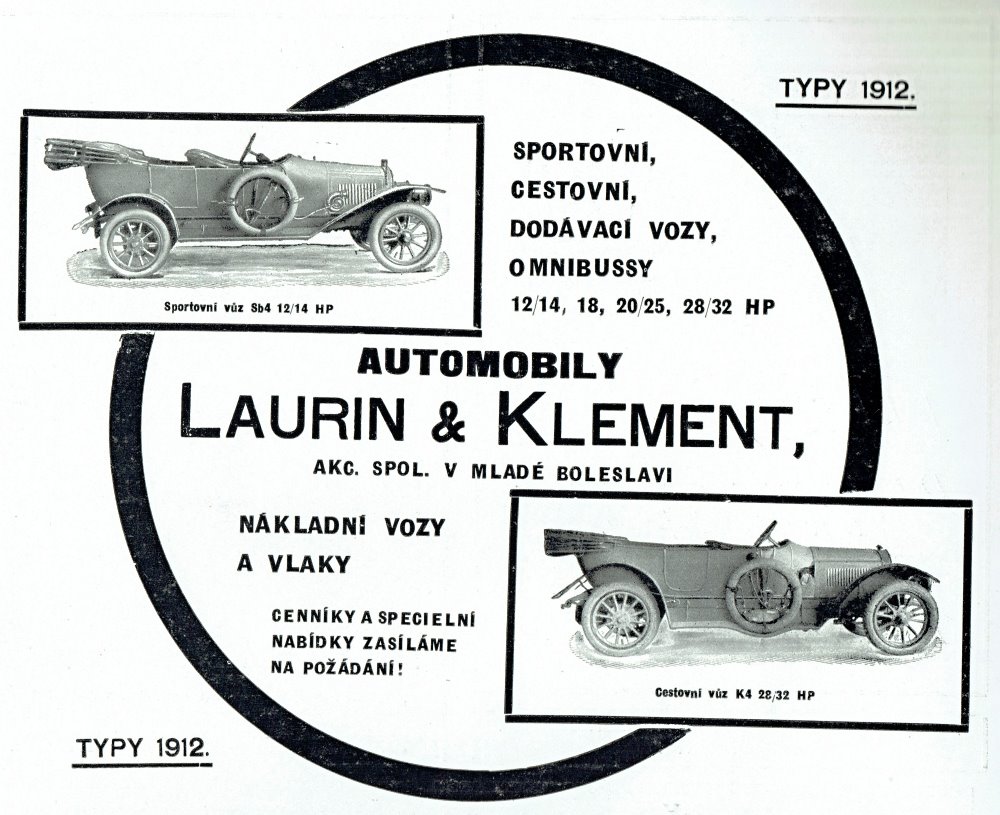 TYPY 1912.
Sportovní vůz Sb4 12/14 HP
SPORTOVNÍ,
CESTOVNÍ,
DODÁVACÍ VOZY,
OMNIBUSSY
12/14, 18, 20/25, 28/32 HP
AUTOMOBILY
LAURIN & KLEMENT,
AKC. SPOL. V MLADÉ BOLESLAVI
NÁKLADNÍ VOZY
A VLAKY
CENNÍKY A SPECIELNÍ
NABÍDKY ZASÍLÁME
NA POŽÁDÁNÍ!
Cestovní vůz K4 28/32 HP
TYPY 1912.